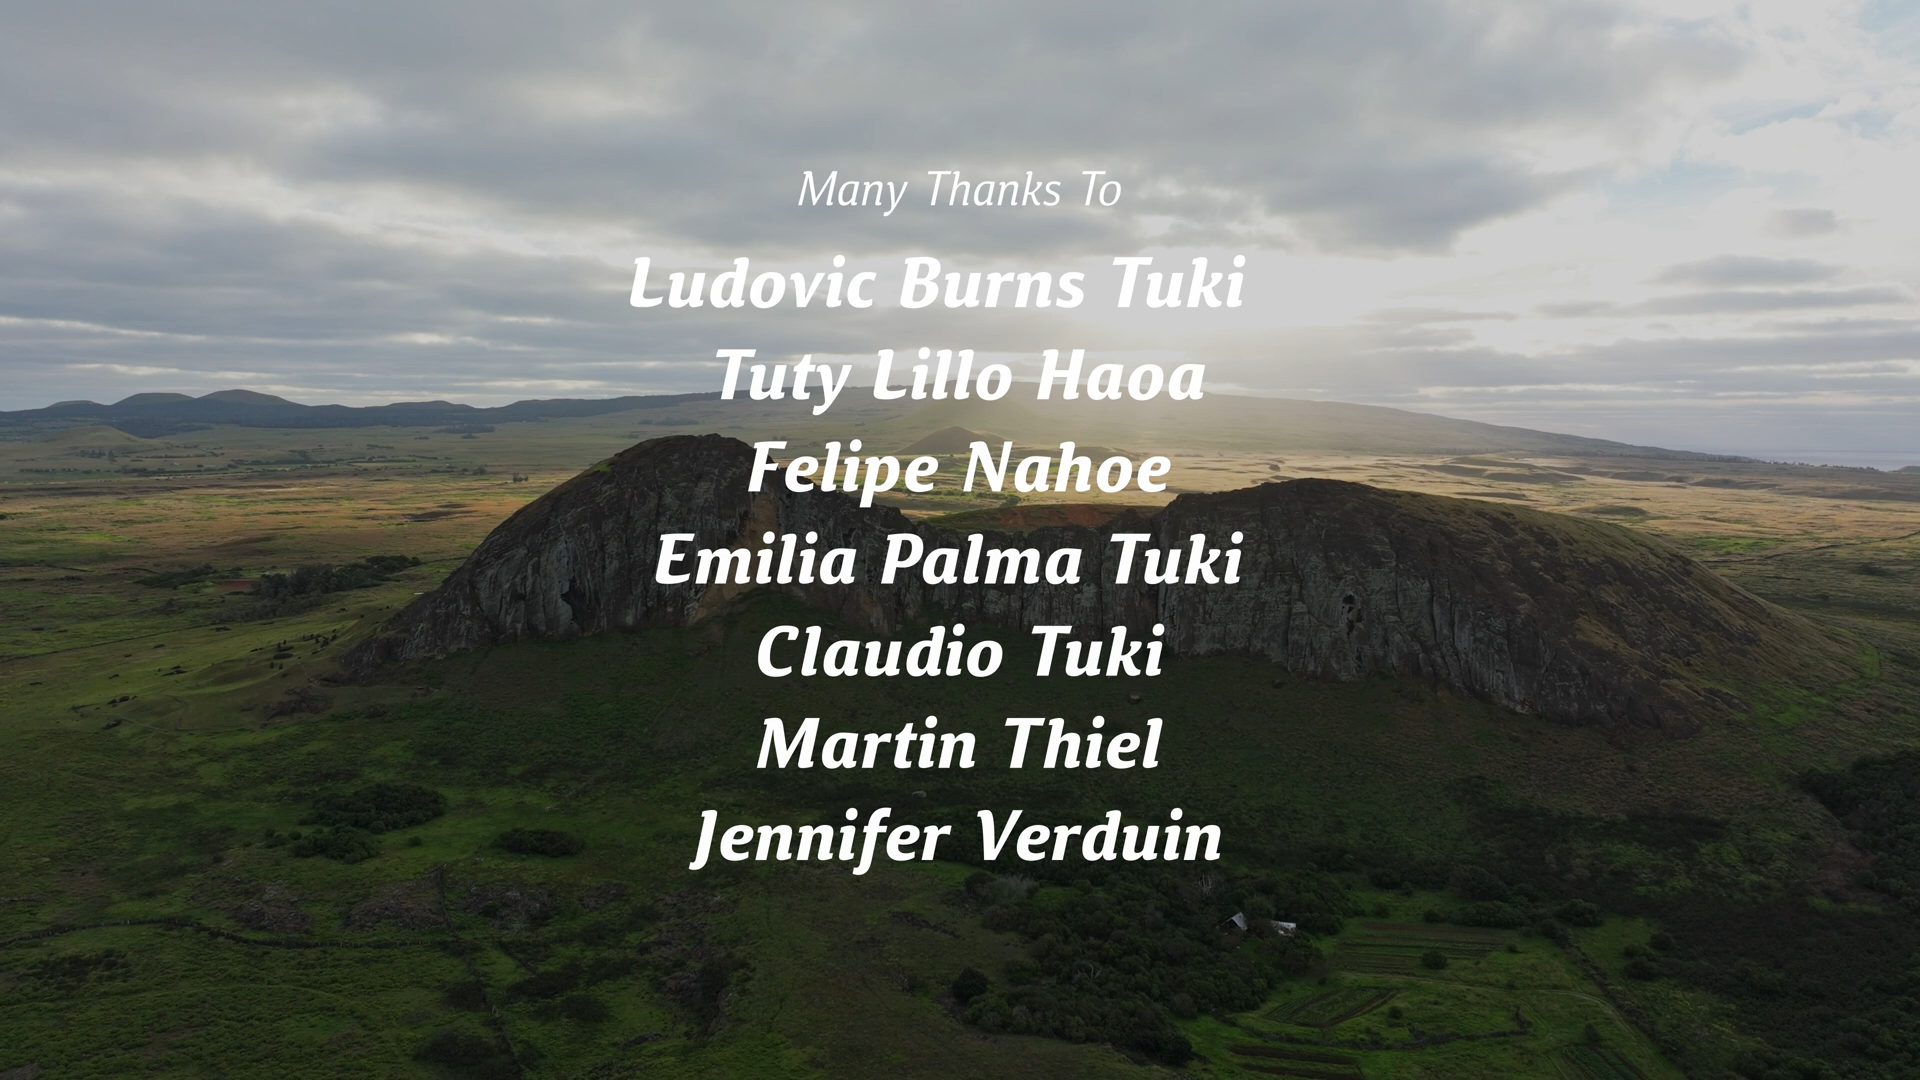 Many Thanks To
Ludovic Burns Tuki
Tuty Lillo Haoa
Felipe Nahoe
Emilia Palma Tuki
Claudio Tuki
Martin Thiel
Jennifer Verduin